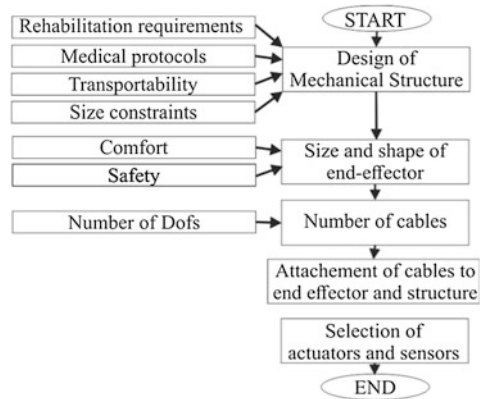 START
Rehabilitation requirements
Medical protocols
Transportability
Size constraints
Design of
Mechanical Structure
Comfort
Safety
Size and shape of
end-effector
Number of Dofs
Number of cables
Attachement of cables to
end effector and structure
Selection of
actuators and sensors
END